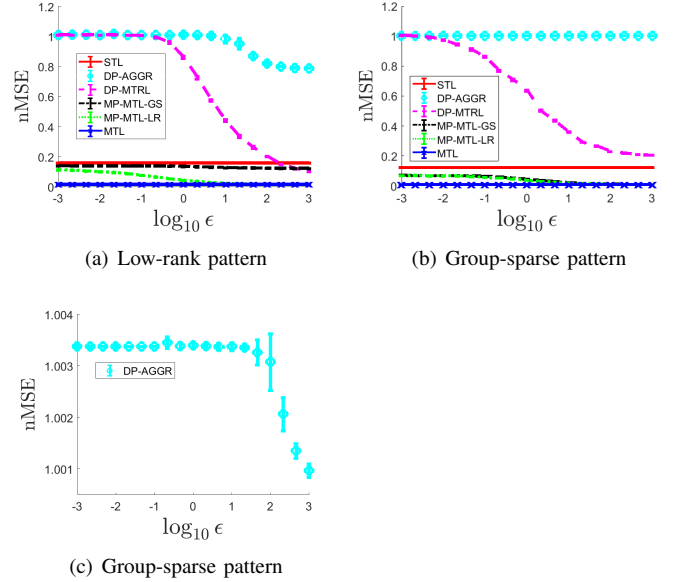 1.2
1
0.8
0.6
0.4
0.2
0
nMSE
STL
DP-AGGR
DP-MTRL
MP-MTL-GS
MP-MTL-LR
MTL
-3 -2 -1 0 1 2 3
log10 ϵ
(a) Low-rank pattern
1.2
1
0.8
0.6
0.4
0.2
0
nMSE
STL
DP-AGGR
DP-MTRL
MP-MTL-GS
MP-MTL-LR
MTL
-3 -2 -1 0 1 2 3
log10 ϵ
(b) Group-sparse pattern
1.004
1.003
1.002
1.001
nMSE
DP-AGGR
-3 -2 -1 0 1 2 3
log10 ϵ
(c) Group-sparse pattern